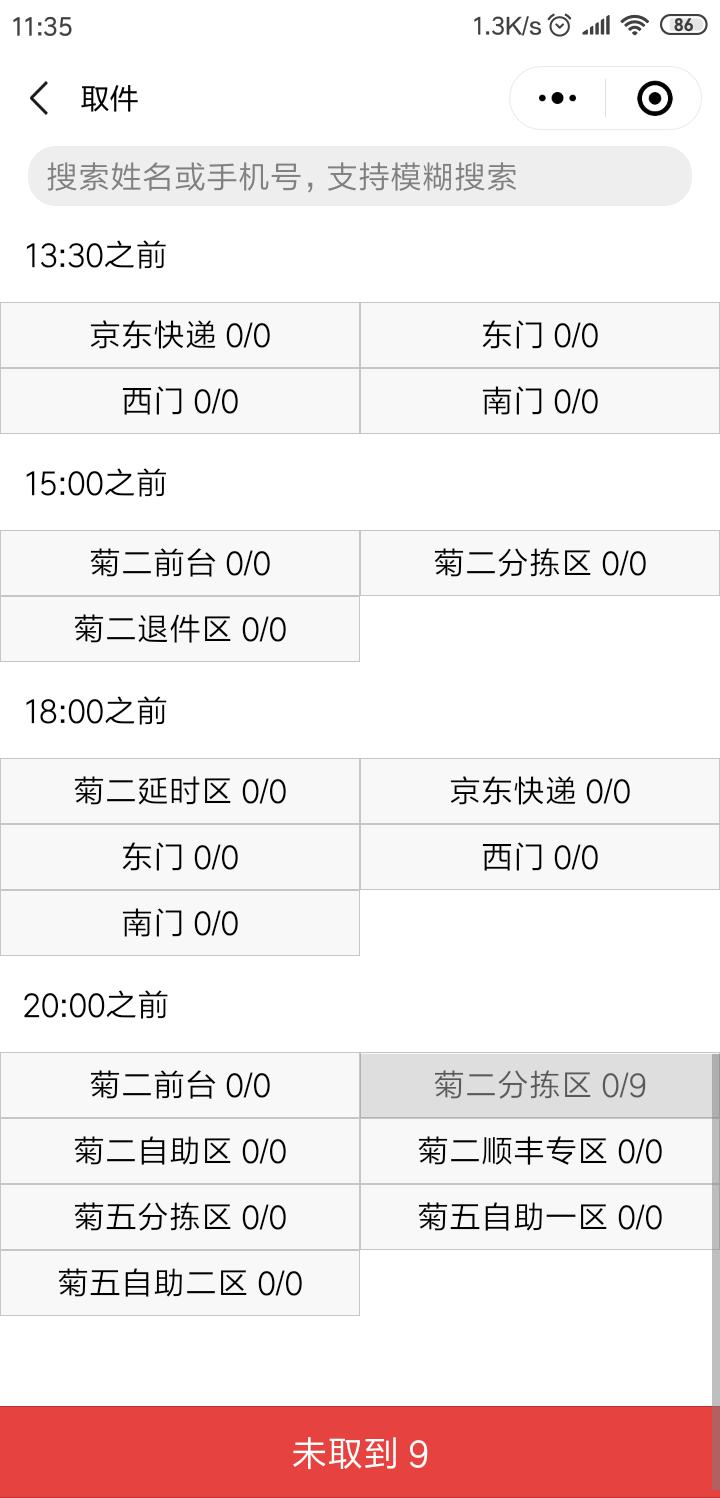 11:35 1.3K/s 86
取件
搜索姓名或手机号，支持模糊搜索
13:30之前
京东快递 0/0 东门 0/0
西门 0/0 南门 0/0
15:00之前
菊二前台 0/0 菊二分拣区 0/0
菊二退件区 0/0
18:00之前
菊二延时区 0/0 京东快递 0/0
东门 0/0 西门 0/0
南门 0/0
20:00之前
菊二前台 0/0 菊二分拣区 0/9
菊二自助区 0/0 菊二顺丰专区 0/0
菊五分拣区 0/0 菊五自助一区 0/0
菊五自助二区 0/0
未取到 9